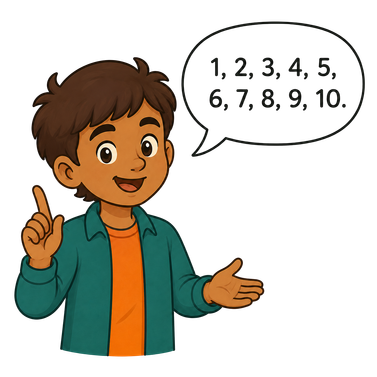 1, 2, 3, 4, 5,
6, 7, 8, 9, 10.